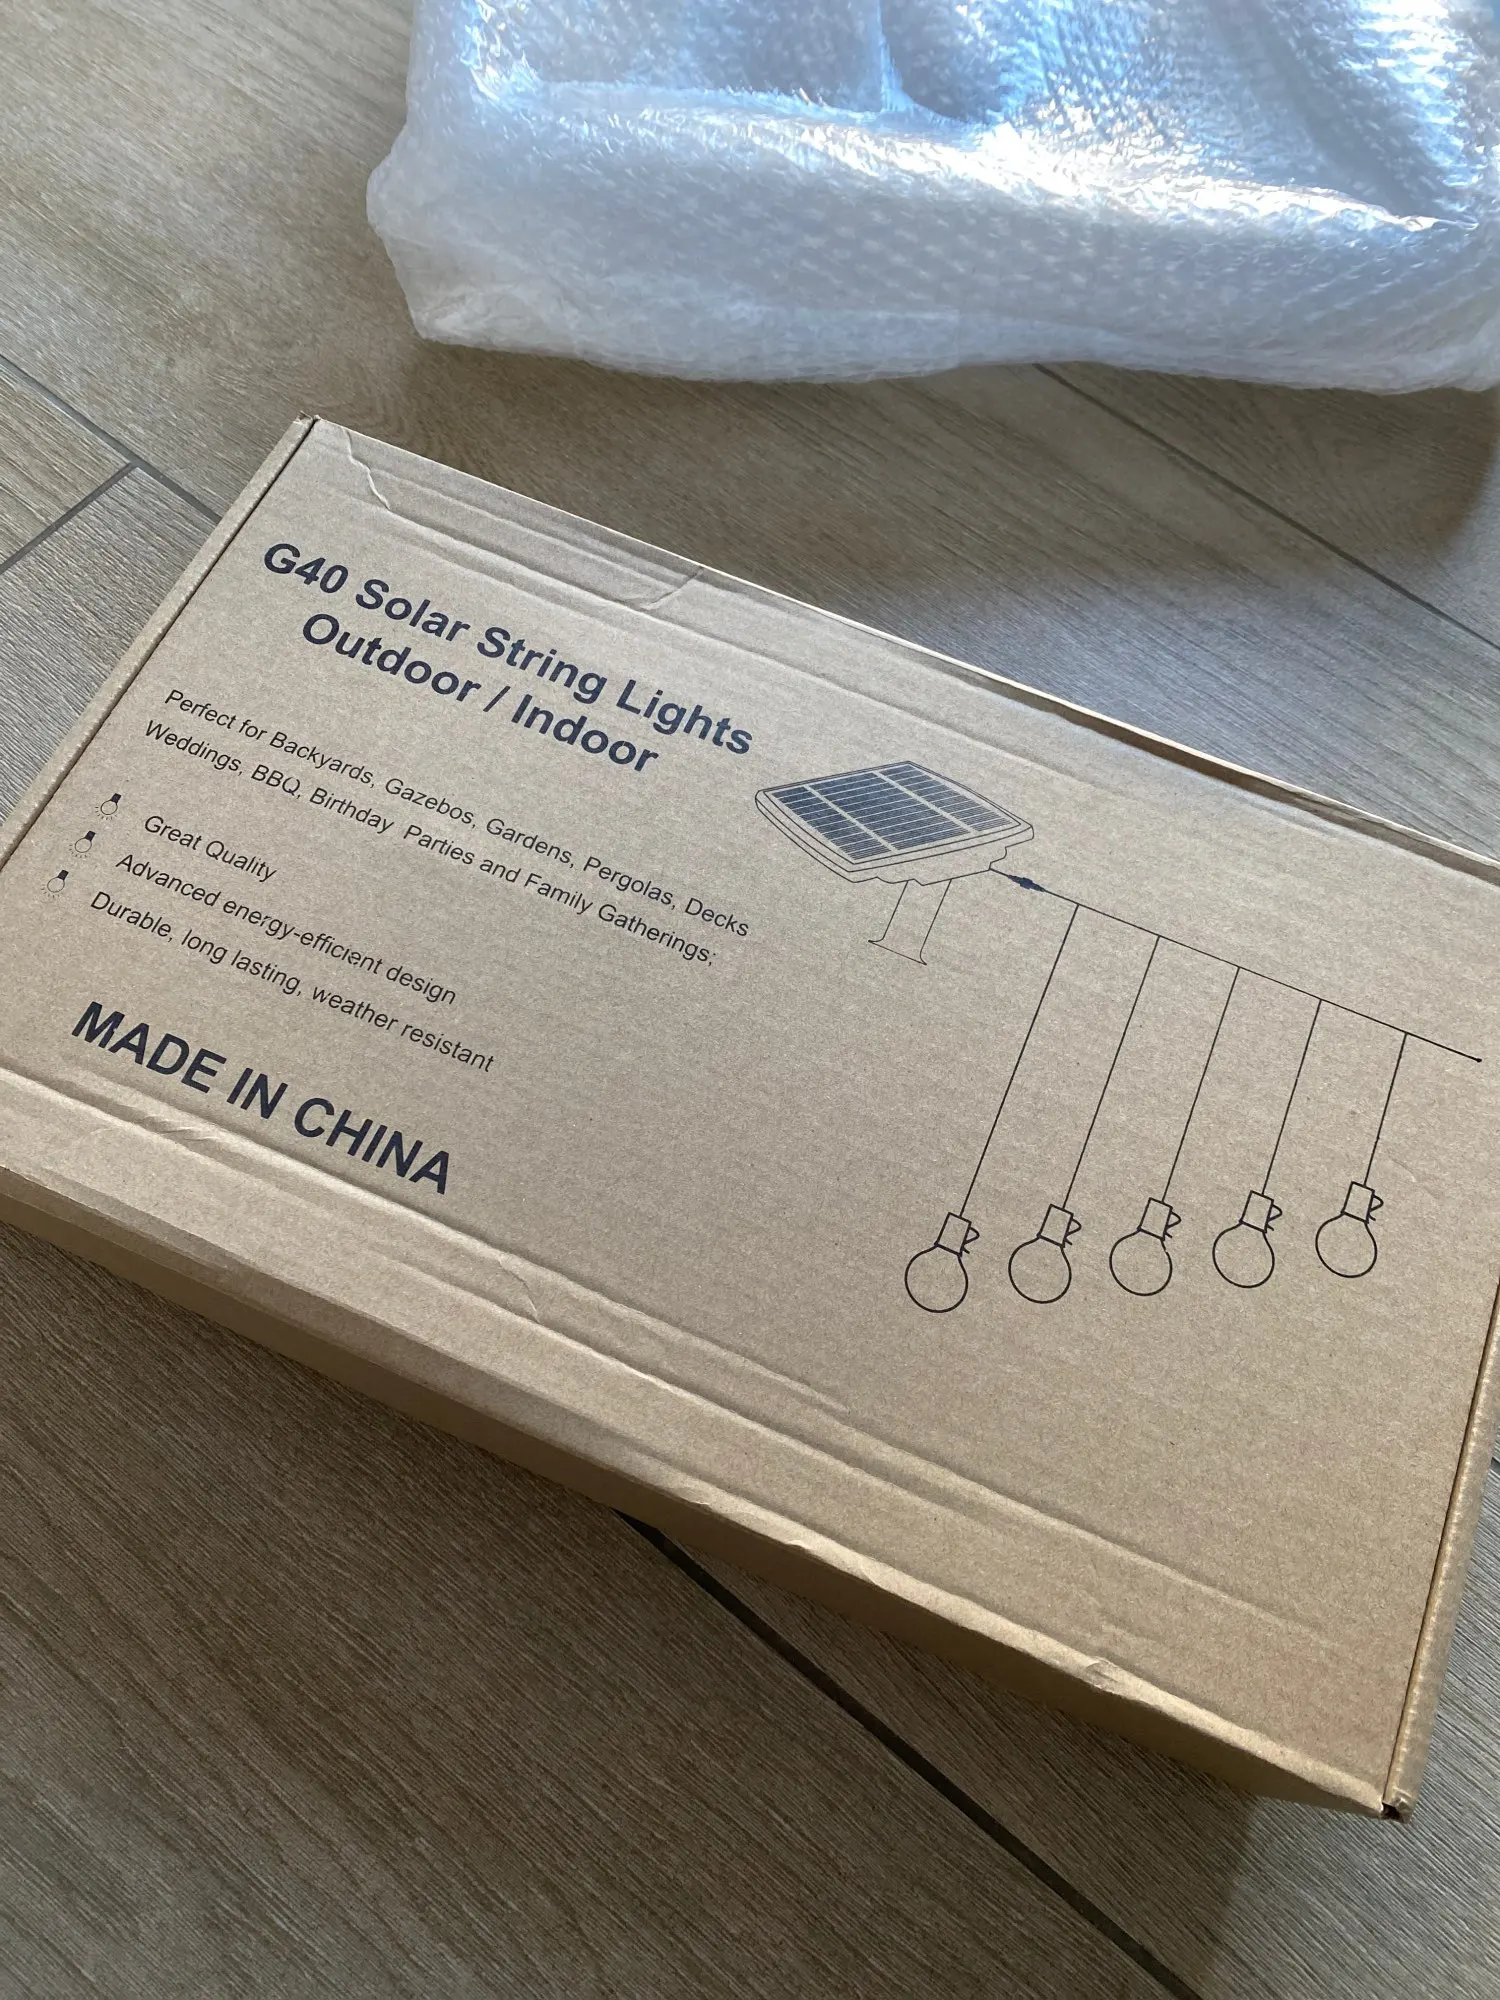 G40 Solar String Lights
Outdoor / Indoor
Perfect for Backyards, Gazebos, Gardens, Pergolas, Decks
Weddings, BBQ, Birthday Parties and Family Gatherings;
Great Quality
Advanced energy-efficient design
Durable, long lasting, weather resistant
MADE IN CHINA